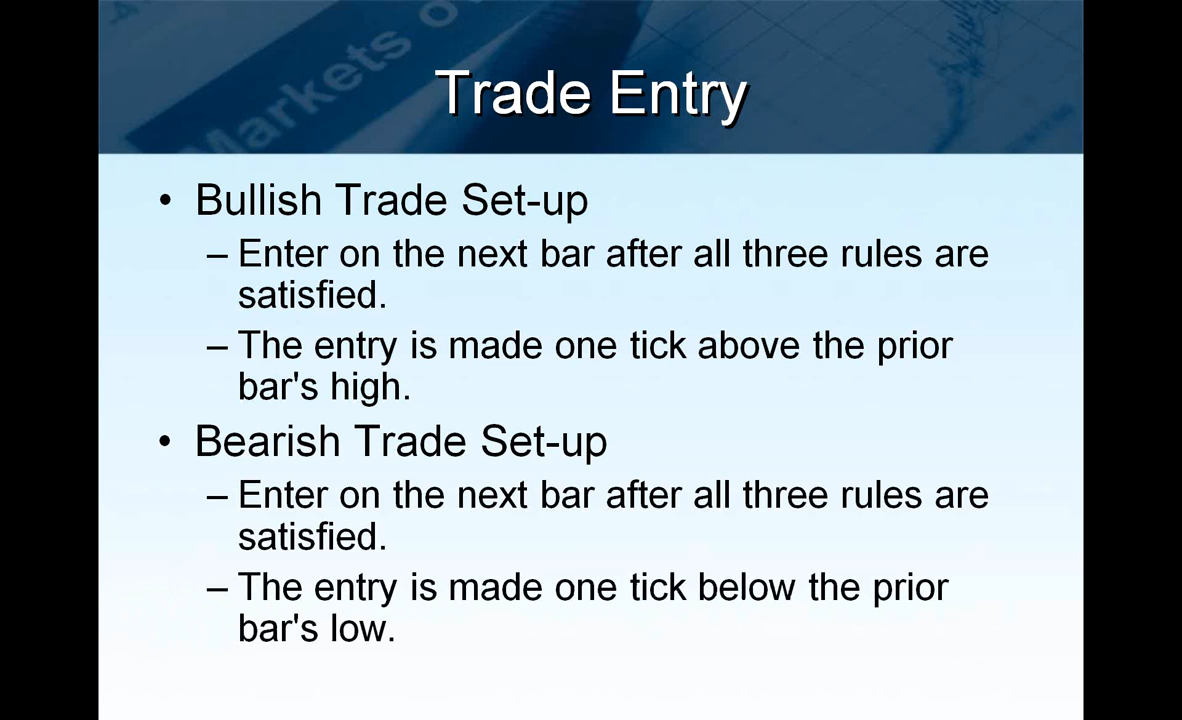 Markets o
Trade Entry
• Bullish Trade Set-up
– Enter on the next bar after all three rules are
satisfied.
– The entry is made one tick above the prior
bar's high.
• Bearish Trade Set-up
– Enter on the next bar after all three rules are
satisfied.
– The entry is made one tick below the prior
bar's low.